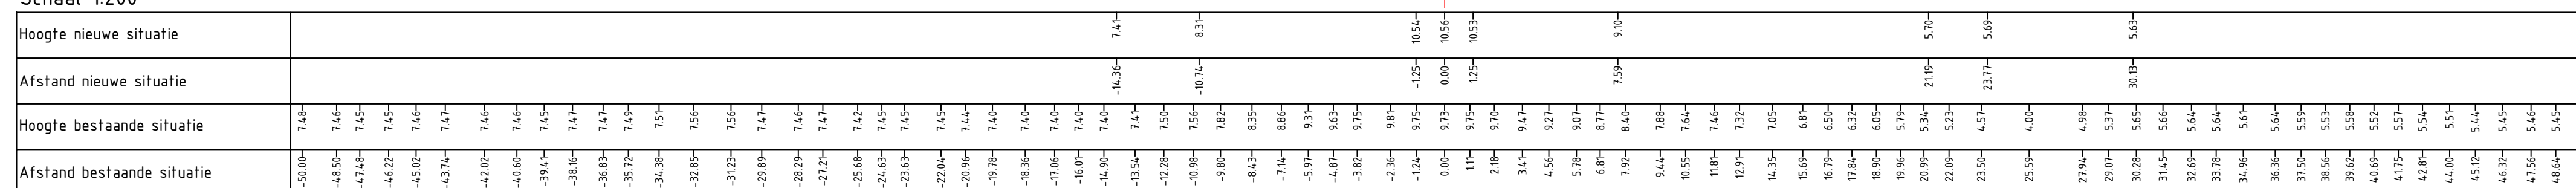 Schaal 1:200
Hoogte nieuwe situatie 7.41 8.31 10.54 10.56 10.53 9.10 5.70 5.69 5.63
Afstand nieuwe situatie -14.36 -10.74 -1.25 0.00 1.25 7.59 21.19 23.77 30.13
Hoogte bestaande situatie 7.48 7.46 7.45 7.45 7.46 7.47 7.46 7.46 7.45 7.47 7.47 7.49 7.51 7.56 7.56 7.47 7.46 7.47 7.42 7.45 7.45 7.45 7.44 7.40 7.40 7.40 7.40 7.40 7.41 7.50 7.56 7.82 8.35 8.86 9.31 9.63 9.75 9.81 9.75 9.73 9.75 9.70 9.47 9.27 9.07 8.77 8.40 7.88 7.64 7.46 7.32 7.05 6.81 6.50 6.32 6.05 5.79 5.34 5.23 4.57 4.00 4.98 5.37 5.65 5.66 5.64 5.64 5.61 5.64 5.59 5.53 5.58 5.52 5.57 5.54 5.51 5.44 5.45 5.46 5.45
Afstand bestaande situatie -50.00 -48.50 -47.48 -46.22 -45.02 -43.74 -42.02 -40.60 -39.41 -38.16 -36.83 -35.72 -34.38 -32.85 -31.23 -29.89 -28.29 -27.21 -25.68 -24.63 -23.63 -22.04 -20.96 -19.78 -18.36 -17.06 -16.01 -14.90 -13.54 -12.28 -10.98 -9.80 -8.43 -7.14 -5.97 -4.87 -3.82 -2.36 -1.24 0.00 1.11 2.18 3.41 4.56 5.78 6.81 7.92 9.44 10.55 11.81 12.91 14.35 15.69 16.79 17.84 18.90 19.96 20.99 22.09 23.50 25.59 27.94 29.07 30.28 31.45 32.69 33.78 34.96 36.36 37.50 38.56 39.62 40.69 41.75 42.81 44.00 45.12 46.32 47.56 48.64